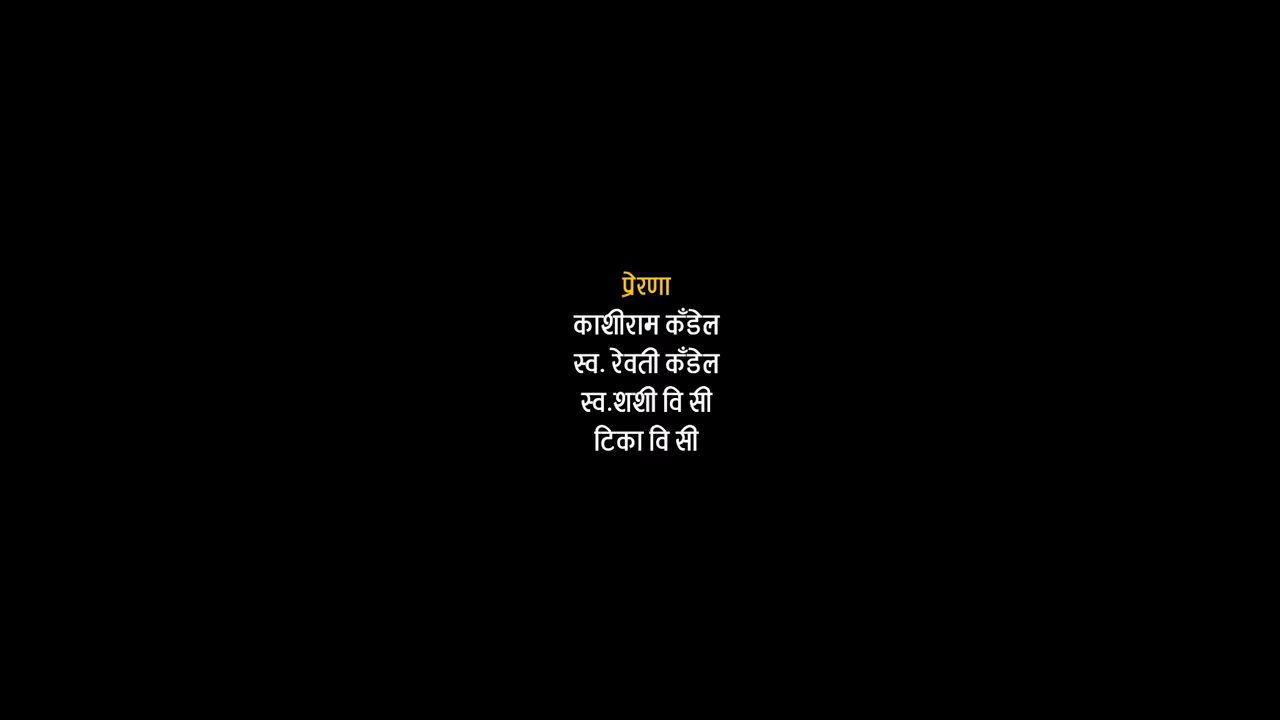 प्रेरणा
काशीराम कँडेल
स्व. रेवती कँडेल
स्व.शशी वि सी
टिका वि सी